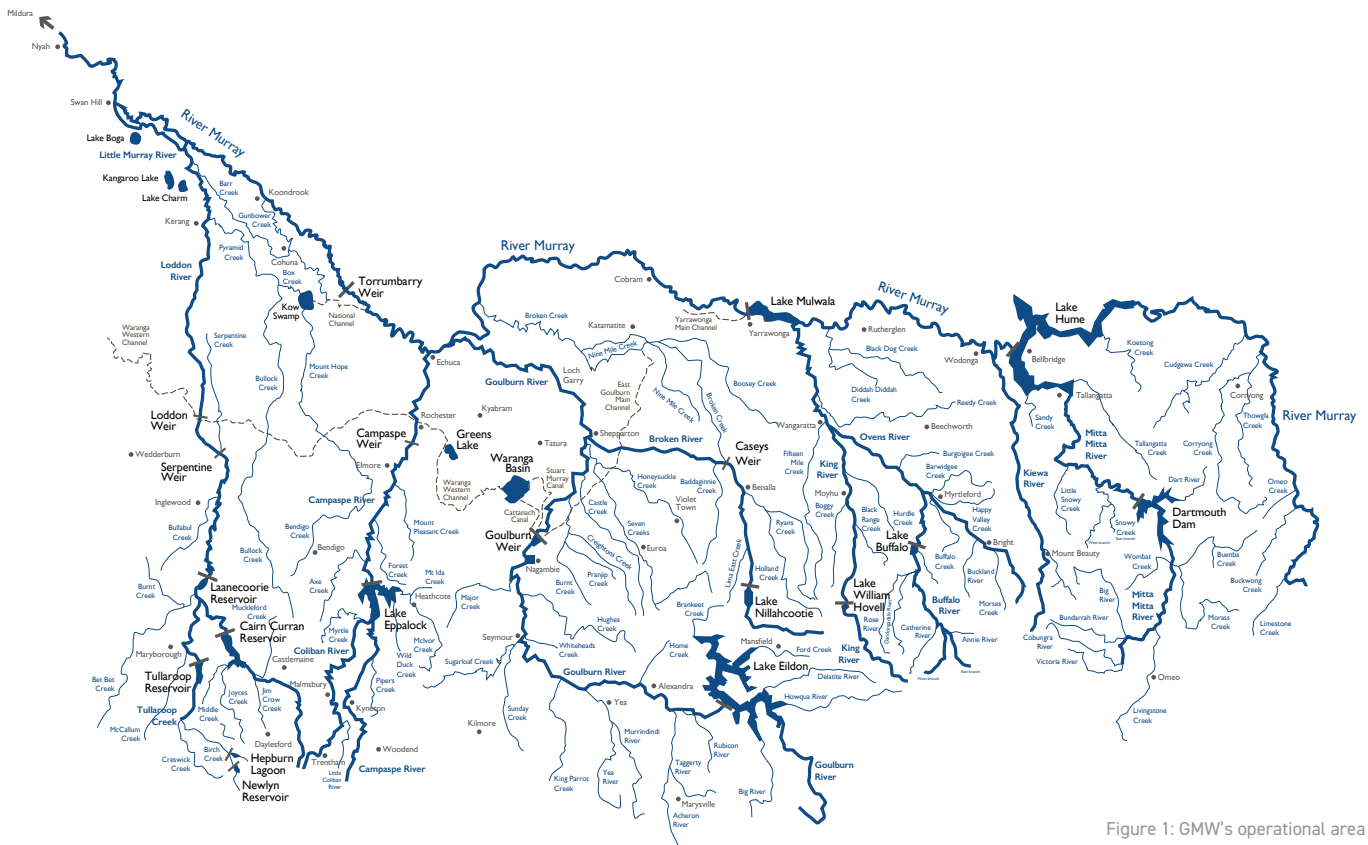 Mildura
Nyah
Swan Hill
Lake Boga
Little Murray River
River Murray
Kangaroo Lake
Lake Charm
Barr
Creek
Koondrook
Gunbower
Creek
Kerang
Pyramid
Creek
Cohuna
Box
Creek
Loddon
River
Kow
Swamp
Torrumbarry
Weir
National
Channel
River Murray
Cobram
Lake Mulwala
River Murray
Lake
Hume
Waranga
Western
Channel
Serpentine
Creek
Bullock
Creek
Mount Hope
Creek
Echuca
Broken Creek
Katamatite
Yarrawonga
Main Channel
Yarrawonga
Rutherglen
Black Dog Creek
Wodonga
Bellbridge
Koetong
Creek
Cudgewa Creek
Nine Mile Creek
Loch
Garry
Goulburn River
East
Goulburn
Main
Channel
Nine Mile Creek
Broken Creek
Boosey Creek
Diddah Diddah
Creek
Reedy Creek
Tallangatta
Corryong
Thowgla
Creek
River Murray
Loddon
Weir
Rochester
Kyabram
Campaspe
Weir
Greens
Lake
Tatura
Shepparton
Broken River
Caseys
Weir
Wangaratta
Ovens River
Beechworth
Sandy
Creek
Mitta
Mitta
River
Tallangatta
Creek
Corryong
Creek
Wedderburn
Serpentine
Weir
Elmore
Waranga
Basin
Stuart
Murray
Canal
Waranga
Western
Channel
Cattanach
Canal
Honeysuckle
Creek
Baddaginnie
Creek
Violet
Town
Benalla
Fifteen
Mile
Creek
King
River
Moyhu
Boggy
Creek
Burgoigee Creek
Barwidgee
Creek
Myrtleford
Kiewa
River
Little
Snowy
Creek
Dart River
Omeo
Creek
Inglewood
Campaspe River
Bullabul
Creek
Bendigo
Creek
Bendigo
Mount
Pleasant Creek
Goulburn
Weir
Castle
Creek
Seven
Creeks
Creightons Creek
Euroa
Ryans
Creek
Black
Range
Creek
Hurdle
Creek
Happy
Valley
Creek
Lake
Buffalo
Bright
Snowy
Creek
West branch
East branch
Dartmouth
Dam
Bullock
Creek
Burnt
Creek
Laanecoorie
Reservoir
Axe
Creek
Forest
Creek
Mt Ida
Creek
Nagambie
Burnt
Creek
Pranjip
Creek
Lima East Creek
Holland
Creek
Buffalo
Creek
Buckland
River
Mount Beauty
Wombat
Creek
Buenba
Creek
Muckleford
Creek
Cairn Curran
Reservoir
Myrtle
Creek
Lake
Eppalock
Heathcote
Major
Creek
Brankeet
Creek
Lake
Nillahcootie
Lake
William
Hovell
Rose
River
Dandongadale River
Buffalo
River
Morses
Creek
Big
River
Mitta
Mitta
River
Buckwong
Creek
Maryborough
Coliban River
McIvor
Creek
Seymour
Hughes
Creek
Whiteheads
Creek
Home
Creek
Mansfield
Ford Creek
King
River
Catherine
River
Annie River
Bundarrah River
Cobungra
River
Victoria River
Morass
Creek
Limestone
Creek
Tullaroop
Reservoir
Bet Bet
Creek
Castlemaine
Wild
Duck
Creek
Sugarloaf Creek
Goulburn River
Lake Eildon
Delatite River
West branch
East branch
Omeo
Tullaroop
Creek
Middle
Creek
Joyces
Creek
Jim
Crow
Creek
Malmsbury
Pipers
Creek
Kyneton
Sunday
Creek
Alexandra
Howqua River
Livingstone
Creek
McCallum
Creek
Birch
Creek
Daylesford
Creswick
Creek
Hepburn
Lagoon
Newlyn
Reservoir
Trentham
Little
Coliban
River
Woodend
Campaspe River
Kilmore
Yea
Murrindindi
River
King Parrot
Creek
Yea
River
Taggerty
River
Rubicon
River
Marysville
Acheron
River
Big River
Goulburn
River
Figure 1: GMW's operational area